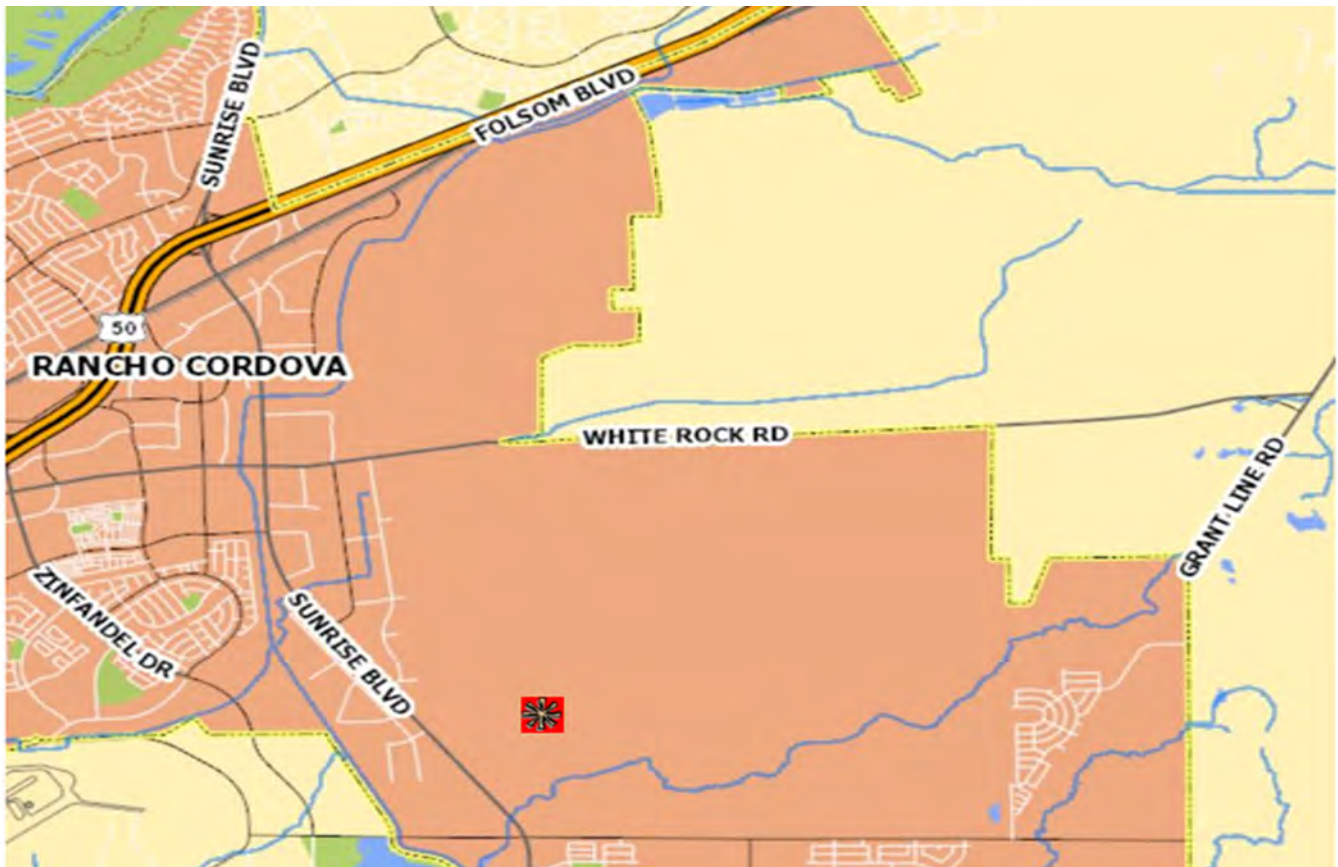 SUNRISE BLVD
FOLSOM BLVD
50
RANCHO CORDOVA
WHITE ROCK RD
GRANT LINE RD
ZINFANDEL DR
SUNRISE BLVD